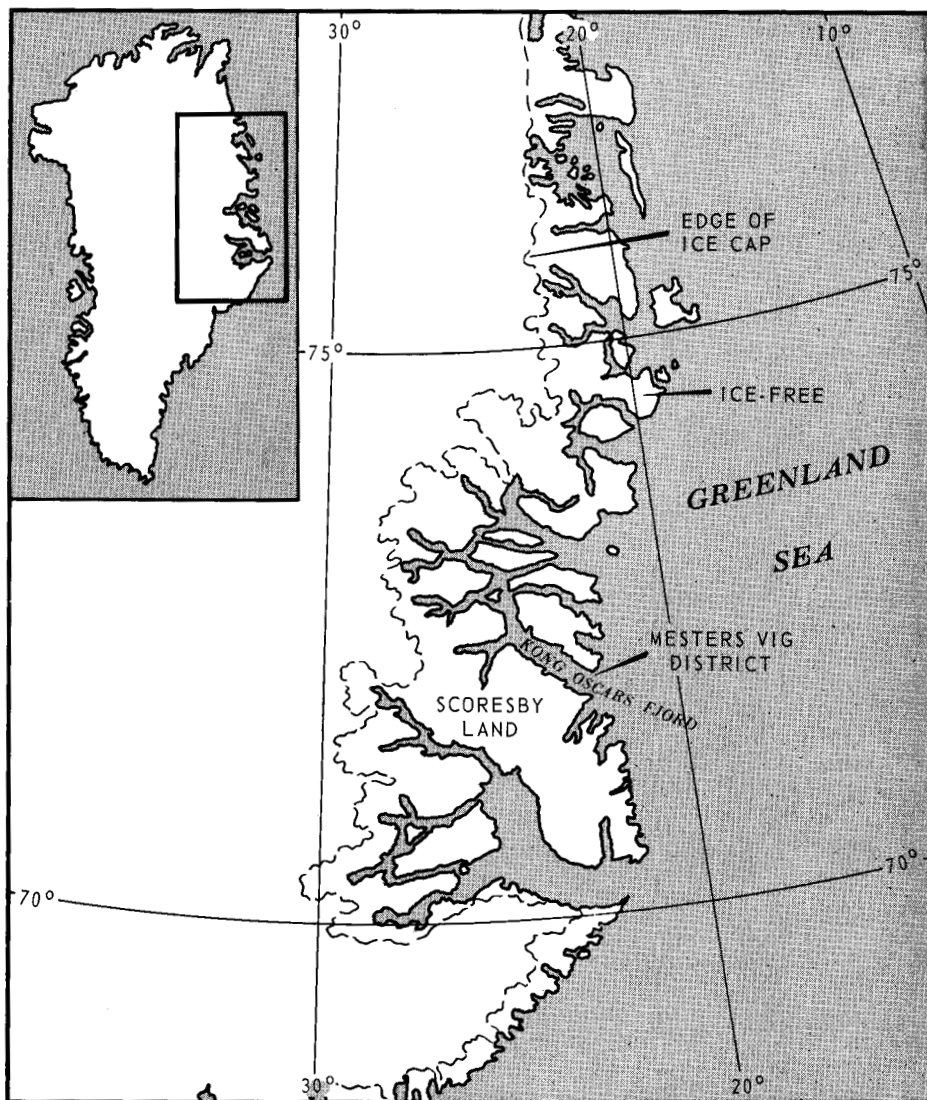 30°
20°
10°
EDGE OF
ICE CAP
75°
75°
ICE-FREE
GREENLAND
SEA
MESTERS VIG
DISTRICT
KONG OSCARS FJORD
SCORESBY
LAND
70°
70°
30°
20°